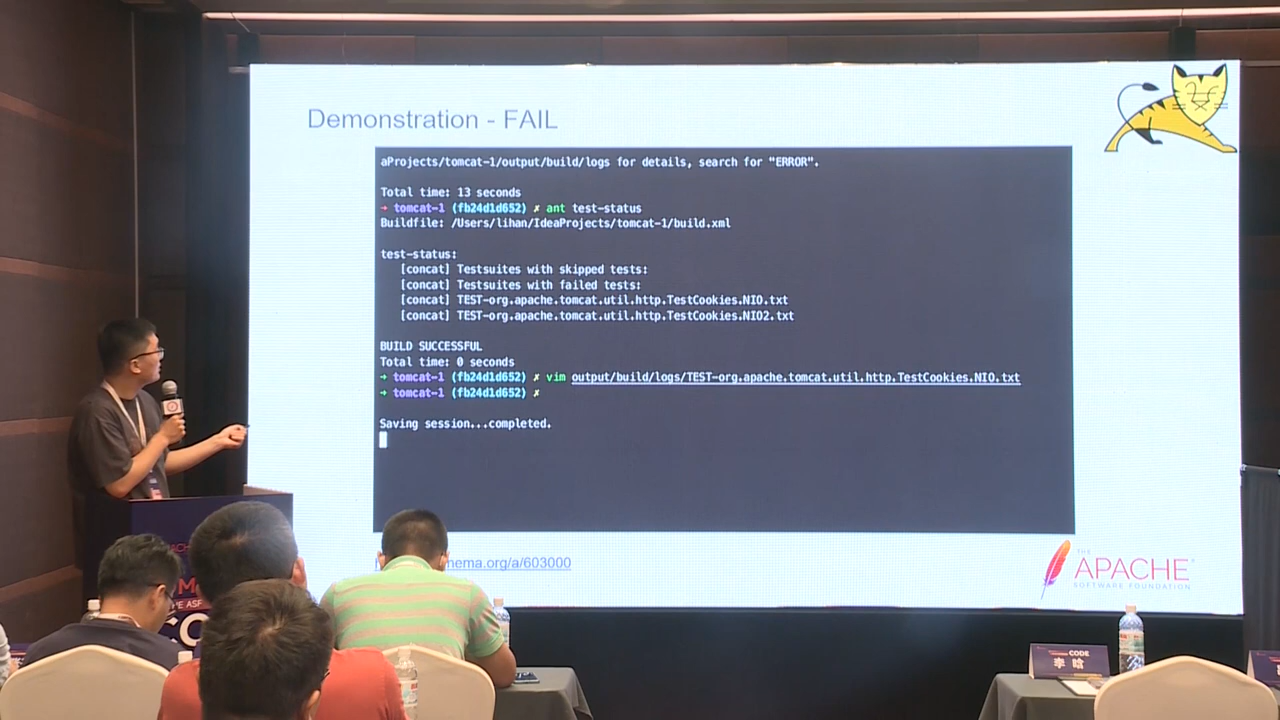 Demonstration - FAIL
aProjects/tomcat-1/output/build/logs for details, search for "ERROR".
Total time: 13 seconds
→ tomcat-1 (fb24d1d652) ✗ ant test-status
Buildfile: /Users/lihan/IdeaProjects/tomcat-1/build.xml
test-status:
[concat] Testsuites with skipped tests:
[concat] Testsuites with failed tests:
[concat] TEST-org.apache.tomcat.util.http.TestCookies.NIO.txt
[concat] TEST-org.apache.tomcat.util.http.TestCookies.NIO2.txt
BUILD SUCCESSFUL
Total time: 0 seconds
→ tomcat-1 (fb24d1d652) ✗ vim output/build/logs/TEST-org.apache.tomcat.util.http.TestCookies.NIO.txt
→ tomcat-1 (fb24d1d652) ✗
Saving session...completed.
nema.org/a/603000
THE
APACHE
SOFTWARE FOUNDATION
CODE
李 晗